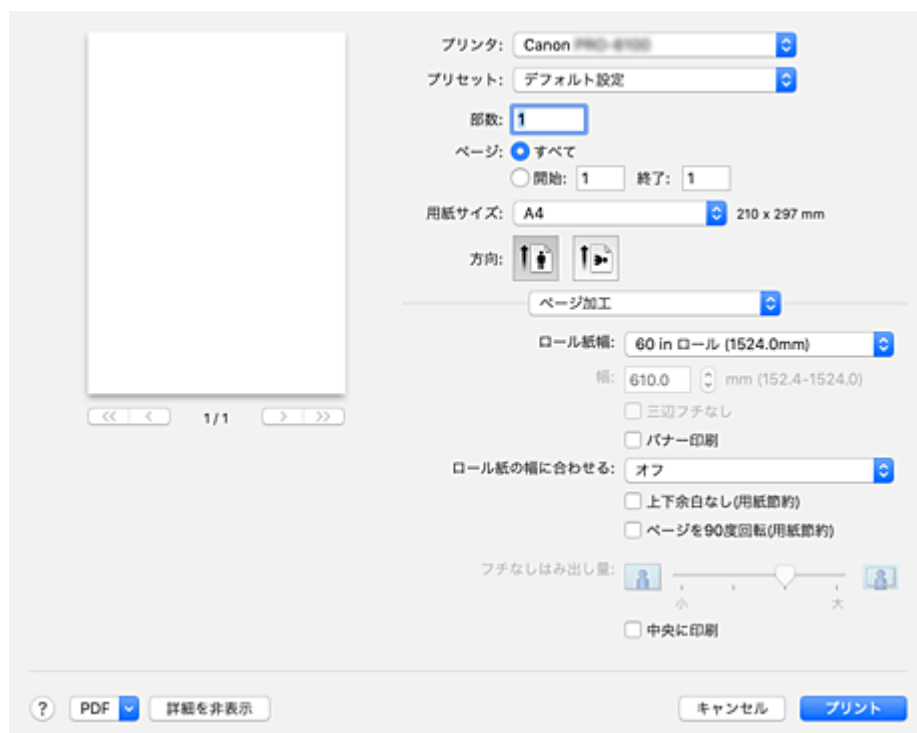 プリンタ: Canon
プリセット: デフォルト設定
部数: 1
ページ: すべて
開始: 1 終了: 1
用紙サイズ: A4 210 x 297 mm
方向:
ページ加工
ロール紙幅: 60 in ロール (1524.0mm)
幅: 610.0 mm (152.4-1524.0)
三辺フチなし
バナー印刷
ロール紙の幅に合わせる: オフ
上下余白なし(用紙節約)
ページを90度回転(用紙節約)
フチなしはみ出し量:
小 大
中央に印刷
1/1
? PDF 詳細を非表示 キャンセル プリント